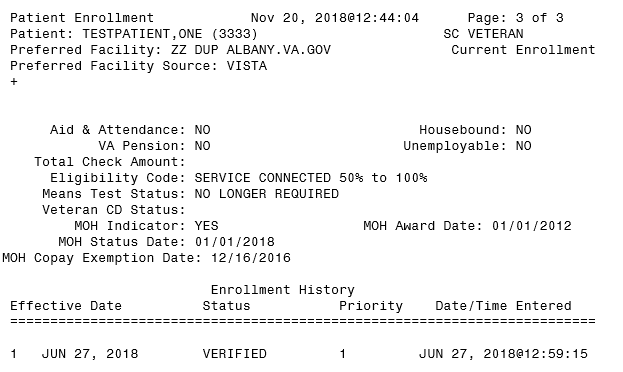 Patient Enrollment Nov 20, 2018@12:44:04 Page: 3 of 3
Patient: TESTPATIENT,ONE (3333) SC VETERAN
Preferred Facility: ZZ DUP ALBANY.VA.GOV Current Enrollment
Preferred Facility Source: VISTA
+
Aid & Attendance: NO Housebound: NO
VA Pension: NO Unemployable: NO
Total Check Amount:
Eligibility Code: SERVICE CONNECTED 50% to 100%
Means Test Status: NO LONGER REQUIRED
Veteran CD Status:
MOH Indicator: YES MOH Award Date: 01/01/2012
MOH Status Date: 01/01/2018
MOH Copay Exemption Date: 12/16/2016
Enrollment History
Effective Date Status Priority Date/Time Entered
=========================================================================
1 JUN 27, 2018 VERIFIED 1 JUN 27, 2018@12:59:15